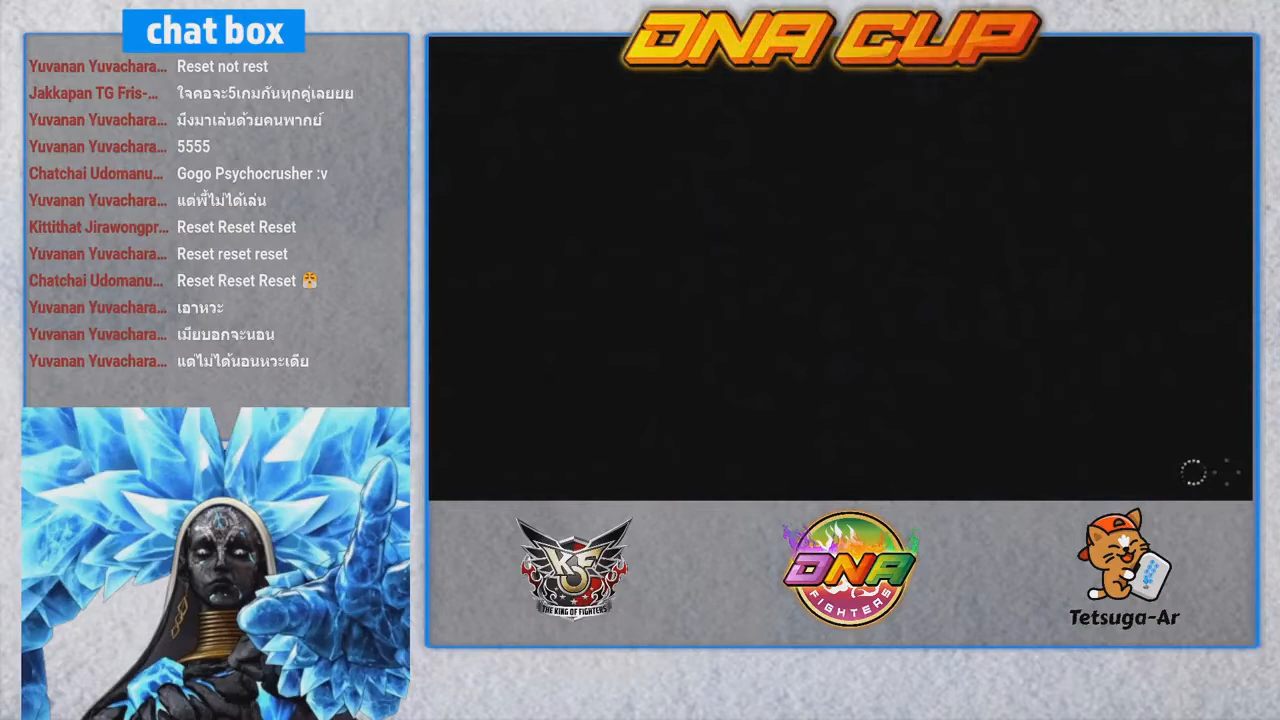 chat box
DNA CUP
Yuvanan Yuvachara... Reset not rest
Jakkapan TG Fris-... ใจคอจะ5เกมกันทุกคู่เลยยย
Yuvanan Yuvachara... มึงมาเล่นด้วยคนพากย์
Yuvanan Yuvachara... 5555
Chatchai Udomanu... Gogo Psychocrusher :v
Yuvanan Yuvachara... แต่พี้ไม่ได้เล่น
Kittithat Jirawongpr... Reset Reset Reset
Yuvanan Yuvachara... Reset reset reset
Chatchai Udomanu... Reset Reset Reset
Yuvanan Yuvachara... เอาหวะ
Yuvanan Yuvachara... เมียบอกจะนอน
Yuvanan Yuvachara... แต่ไม่ได้นอนหวะเดีย
KF
THE KING OF FIGHTERS
DNA
FIGHTERS
Tetsuga-Ar